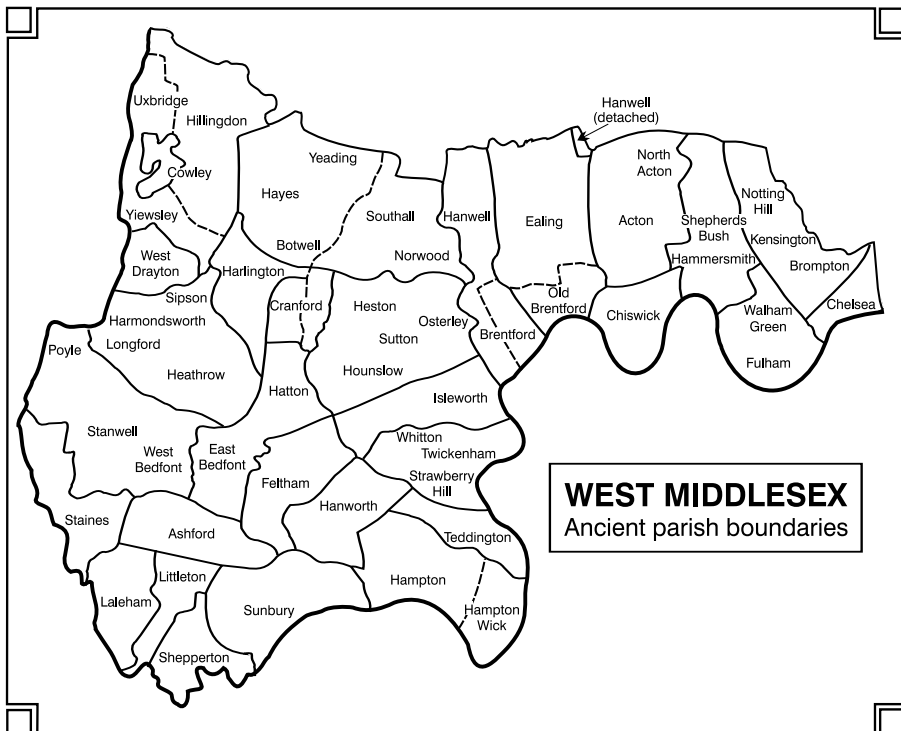 Hanwell
(detached)
Uxbridge
Hillingdon
Yeading
North
Acton
Cowley
Hayes
Notting
Hill
Yiewsley
Southall
Hanwell
Ealing
Acton
Shepherds
Bush
Kensington
West
Drayton
Botwell
Norwood
Hammersmith
Brompton
Harlington
Sipson
Cranford
Heston
Old
Brentford
Chelsea
Harmondsworth
Osterley
Chiswick
Walham
Green
Longford
Sutton
Brentford
Poyle
Fulham
Heathrow
Hounslow
Hatton
Isleworth
Stanwell
Whitton
West
Bedfont
East
Bedfont
Twickenham
Feltham
Strawberry
Hill
WEST MIDDLESEX
Ancient parish boundaries
Hanworth
Staines
Ashford
Teddington
Littleton
Hampton
Laleham
Sunbury
Hampton
Wick
Shepperton